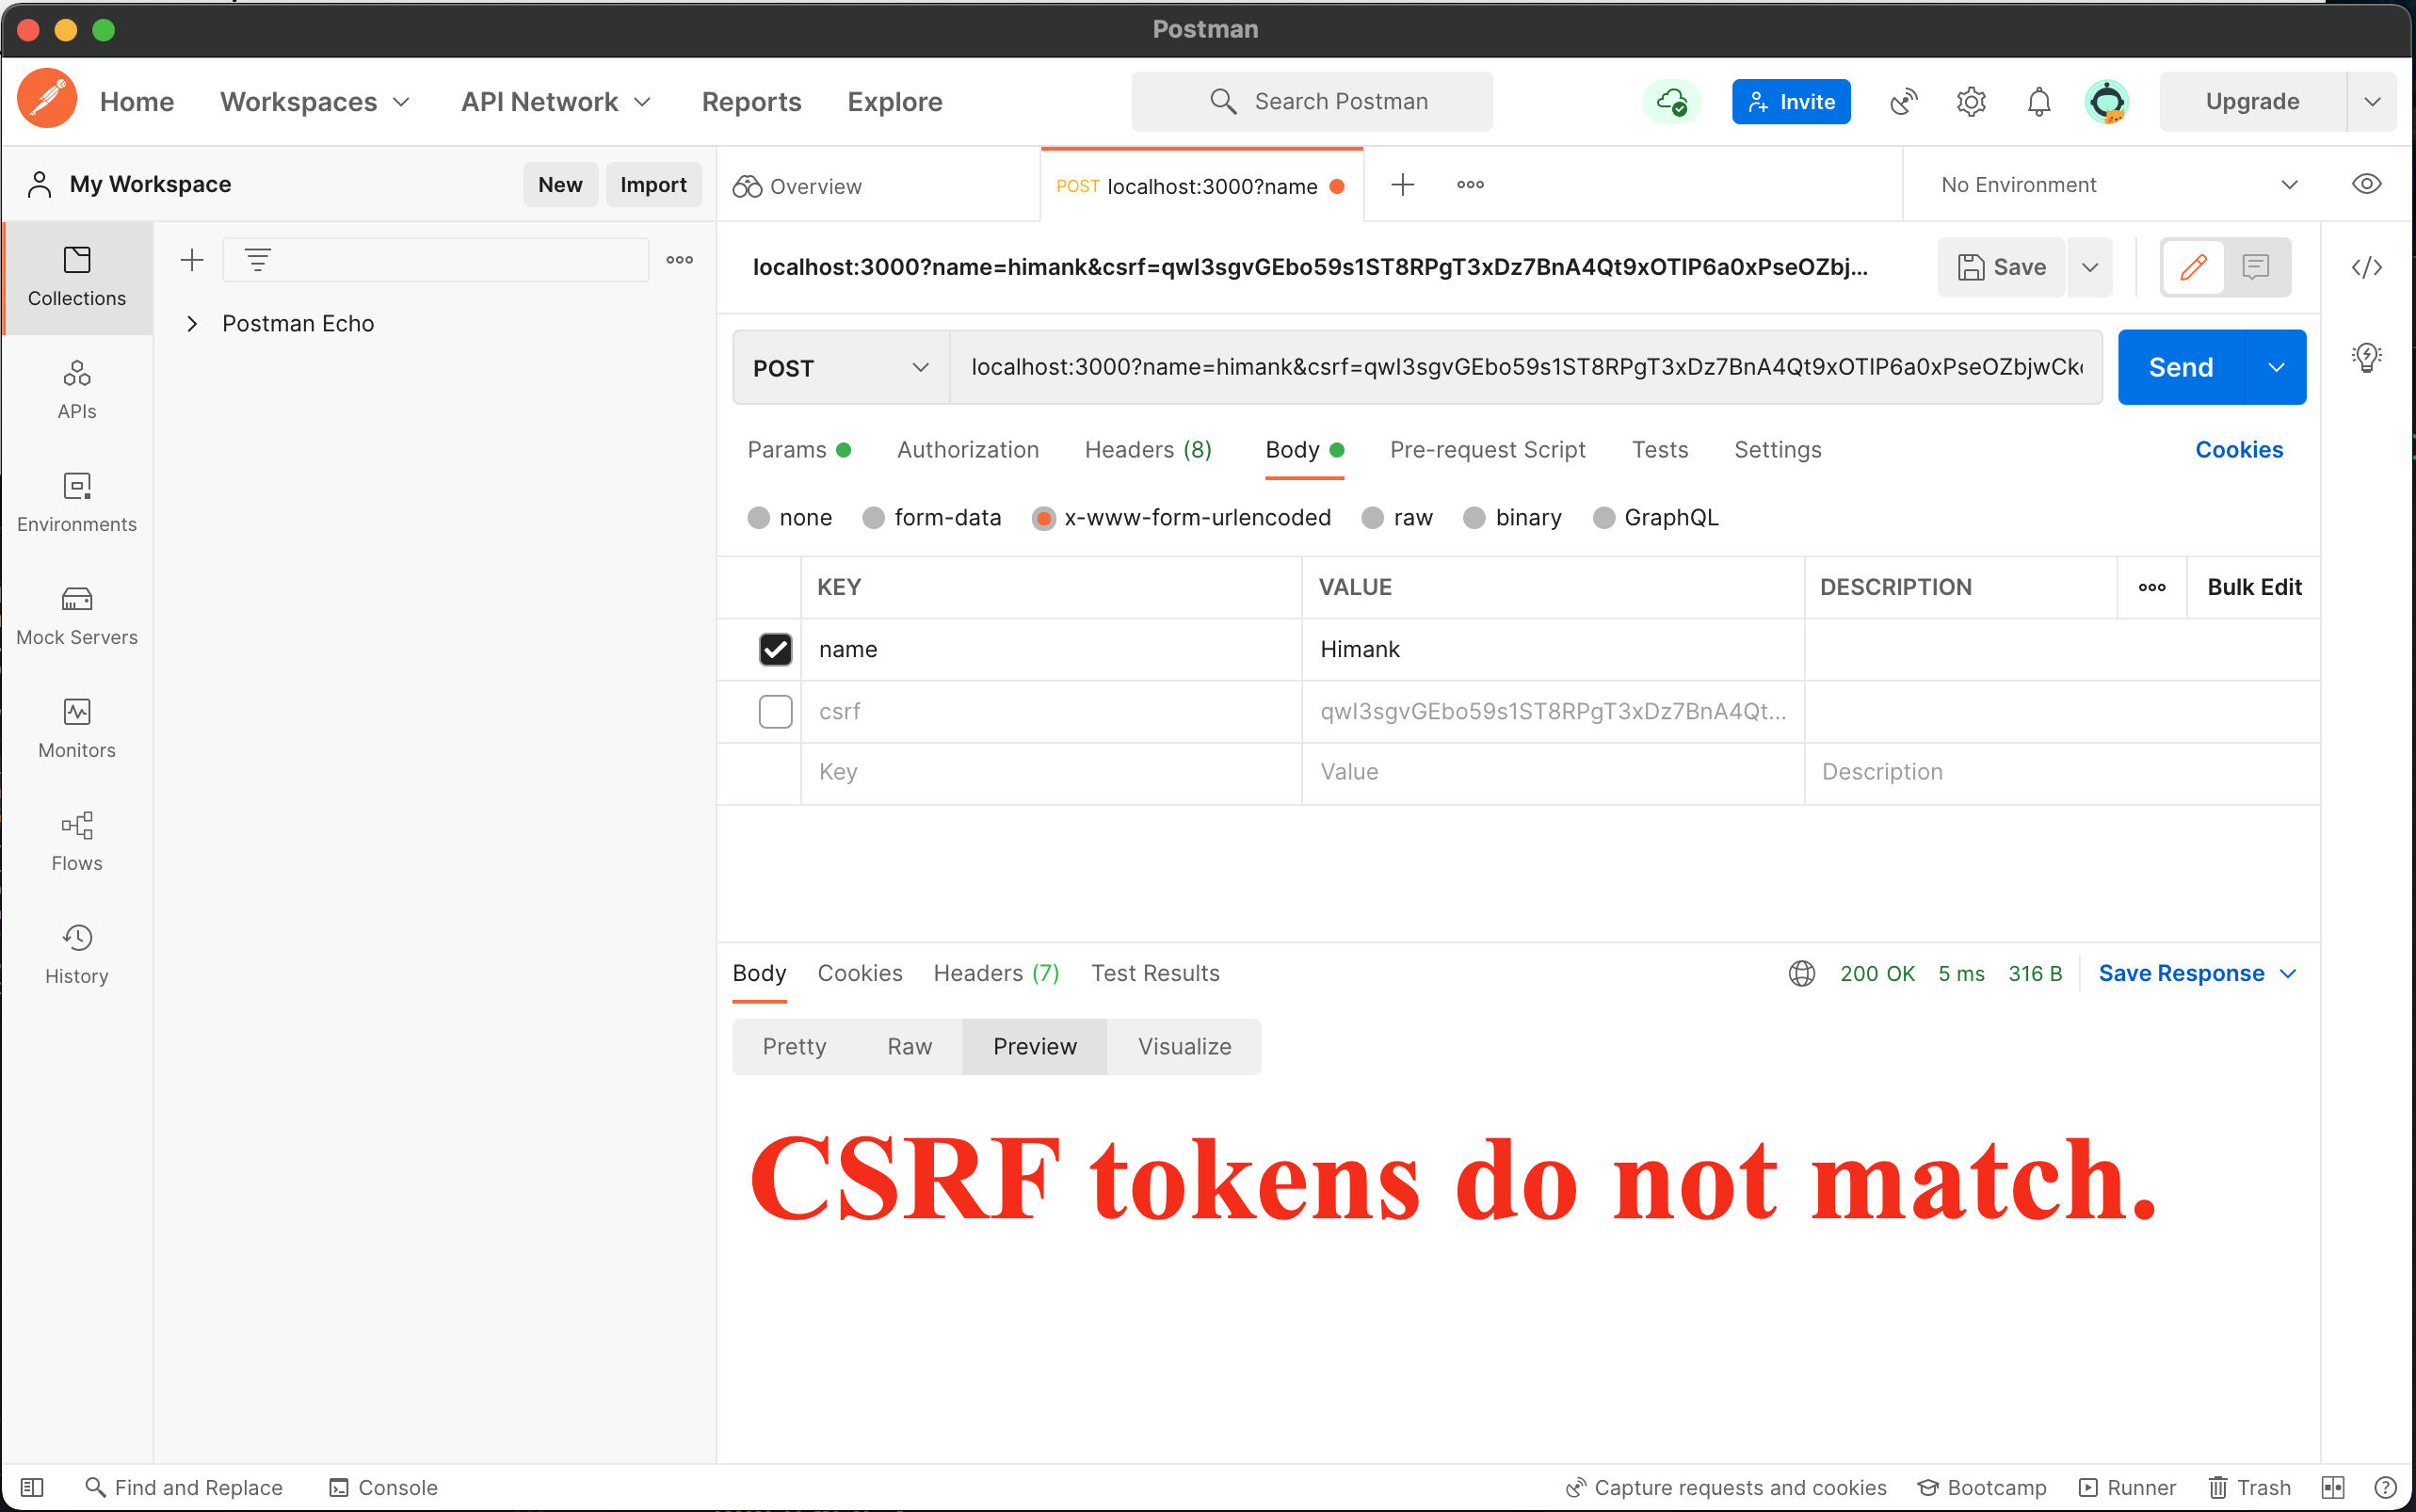 Postman
Home Workspaces API Network Reports Explore Search Postman Invite Upgrade
My Workspace New Import Overview POST localhost:3000?name No Environment
Collections
Postman Echo
APIs
Environments
Mock Servers
Monitors
Flows
History
localhost:3000?name=himank&csrf=qwI3sgvGEbo59s1ST8RPgT3xDz7BnA4Qt9xOTIP6a0xPseOZbj... Save
POST localhost:3000?name=himank&csrf=qwI3sgvGEbo59s1ST8RPgT3xDz7BnA4Qt9xOTIP6a0xPseOZbjwCk Send
Params Authorization Headers (8) Body Pre-request Script Tests Settings Cookies
none form-data x-www-form-urlencoded raw binary GraphQL
KEY VALUE DESCRIPTION Bulk Edit
name Himank
csrf qwI3sgvGEbo59s1ST8RPgT3xDz7BnA4Qt...
Key Value Description
Body Cookies Headers (7) Test Results 200 OK 5 ms 316 B Save Response
Pretty Raw Preview Visualize
CSRF tokens do not match.
Find and Replace Console Capture requests and cookies Bootcamp Runner Trash